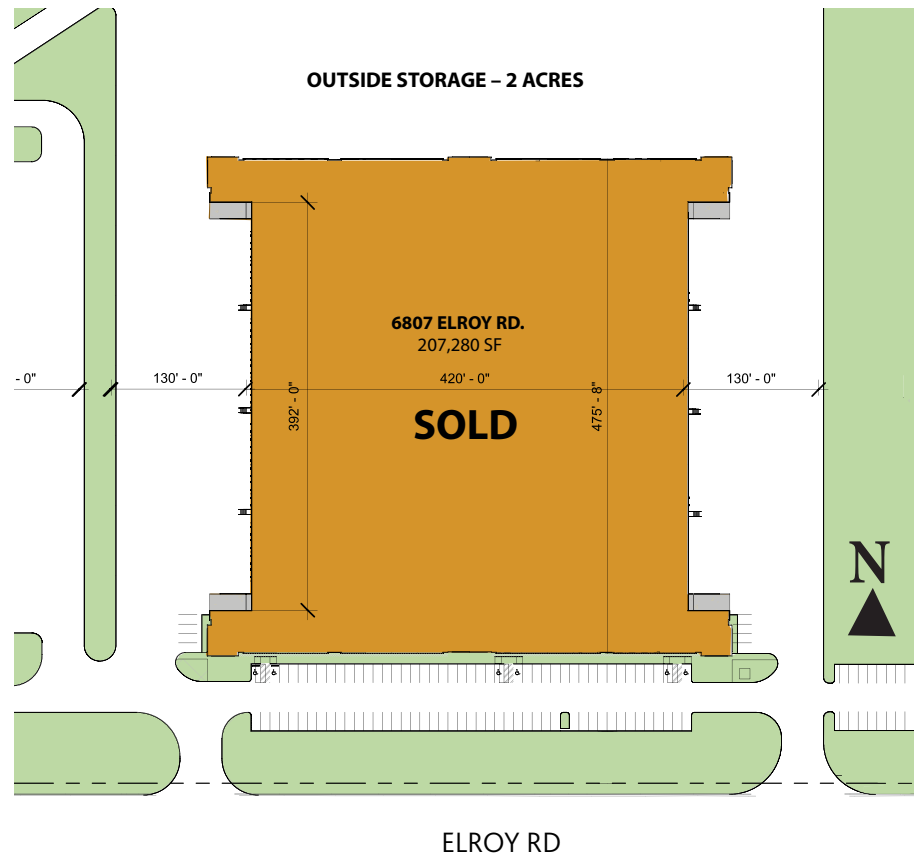 OUTSIDE STORAGE – 2 ACRES
6807 ELROY RD.
207,280 SF
- 0"
130' - 0"
420' - 0"
130' - 0"
392' - 0"
475' - 8"
SOLD
N
ELROY RD